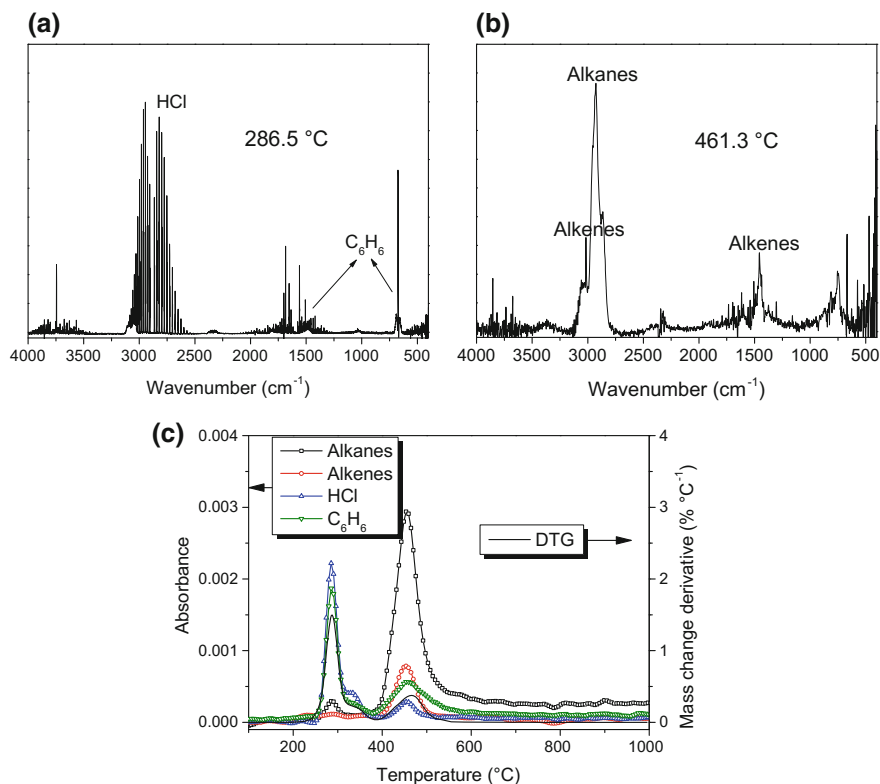 (a)
HCl
286.5 °C
C₆H₆
4000 3500 3000 2500 2000 1500 1000 500
Wavenumber (cm⁻¹)
(b)
Alkanes
461.3 °C
Alkenes
Alkenes
4000 3500 3000 2500 2000 1500 1000 500
Wavenumber (cm⁻¹)
(c)
0.004
0.003
0.002
0.001
0.000
Absorbance
Alkanes
Alkenes
HCl
C₆H₆
DTG
4
3
2
1
0
Mass change derivative (% °C⁻¹)
200 400 600 800 1000
Temperature (°C)